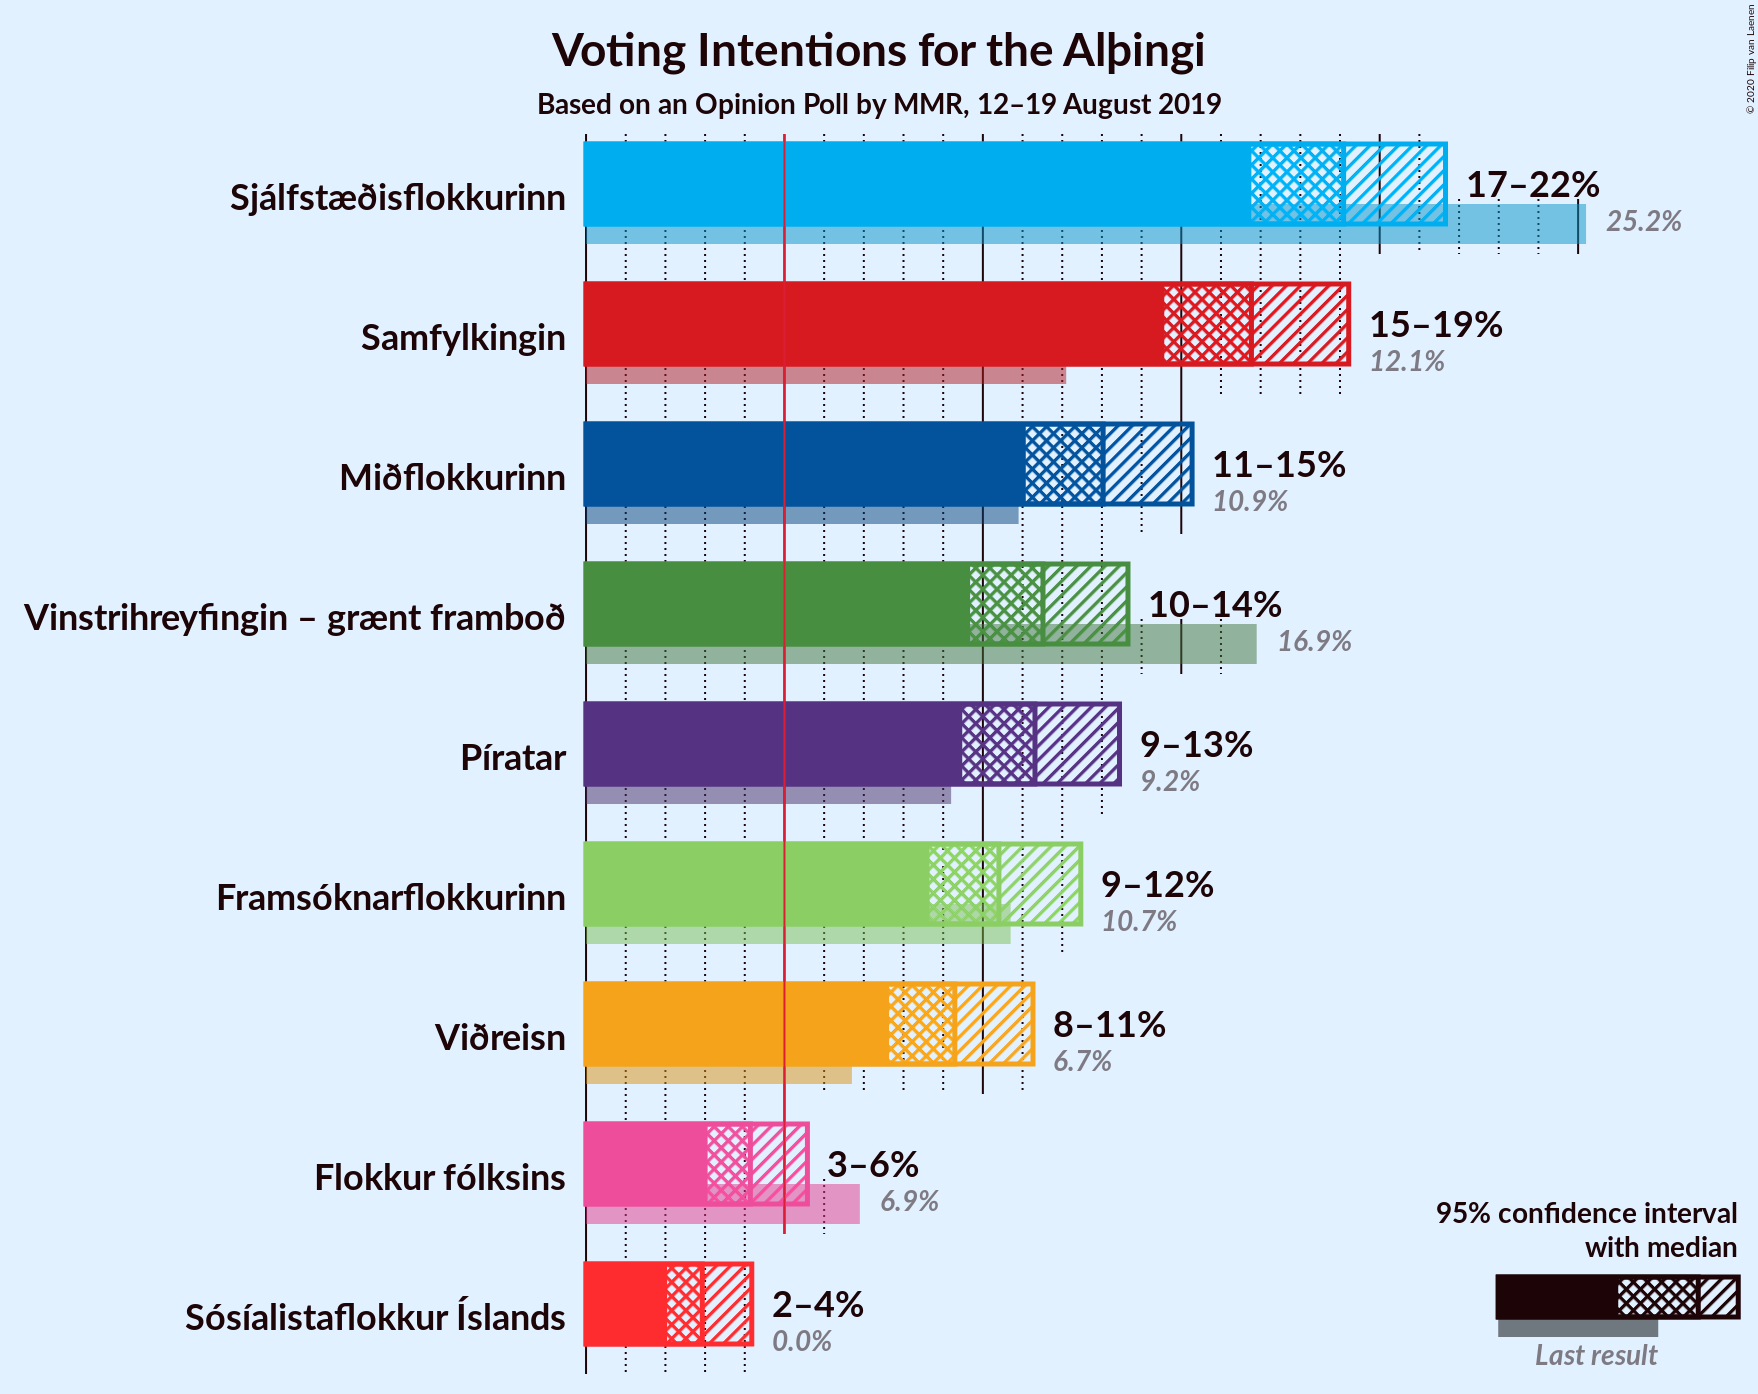 Voting Intentions for the Alþingi
Based on an Opinion Poll by MMR, 12–19 August 2019
© 2020 Filip van Laenen
Sjálfstæðisflokkurinn
17–22%
25.2%
Samfylkingin
15–19%
12.1%
Miðflokkurinn
11–15%
10.9%
Vinstrihreyfingin – grænt framboð
10–14%
16.9%
Píratar
9–13%
9.2%
Framsóknarflokkurinn
9–12%
10.7%
Viðreisn
8–11%
6.7%
Flokkur fólksins
3–6%
6.9%
Sósíalistaflokkur Íslands
2–4%
0.0%
95% confidence interval
with median
Last result